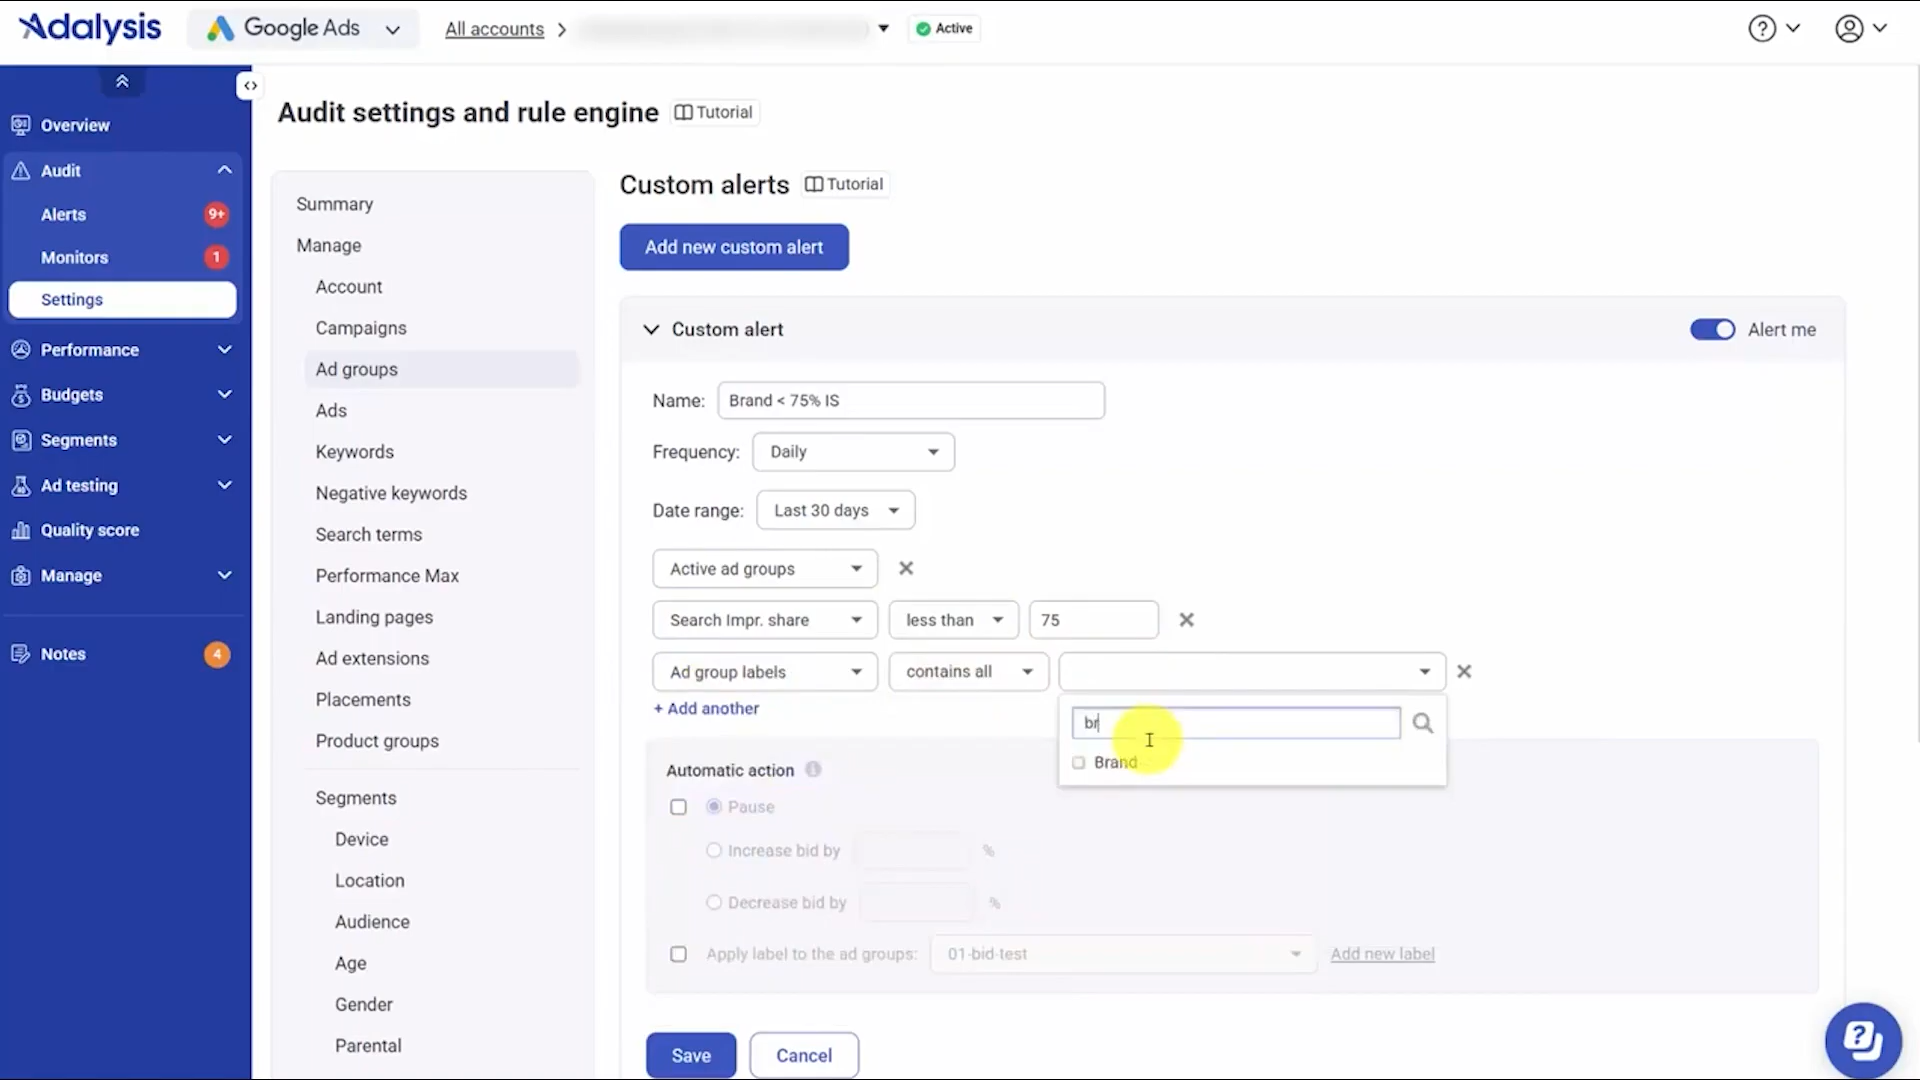 Adalysis
Google Ads
All accounts
Active
Overview
Audit
Alerts 9+
Monitors 1
Settings
Performance
Budgets
Segments
Ad testing
Quality score
Manage
Notes 4
Audit settings and rule engine
Tutorial
Summary
Manage
Account
Campaigns
Ad groups
Ads
Keywords
Negative keywords
Search terms
Performance Max
Landing pages
Ad extensions
Placements
Product groups
Segments
Device
Location
Audience
Age
Gender
Parental
Custom alerts
Tutorial
Add new custom alert
Custom alert
Alert me
Name: Brand < 75% IS
Frequency: Daily
Date range: Last 30 days
Active ad groups
Search Impr. share less than 75
Ad group labels contains all
+ Add another
br
Brand
Automatic action
Pause
Increase bid by %
Decrease bid by %
Apply label to the ad groups: 01-bid-test Add new label
Save Cancel